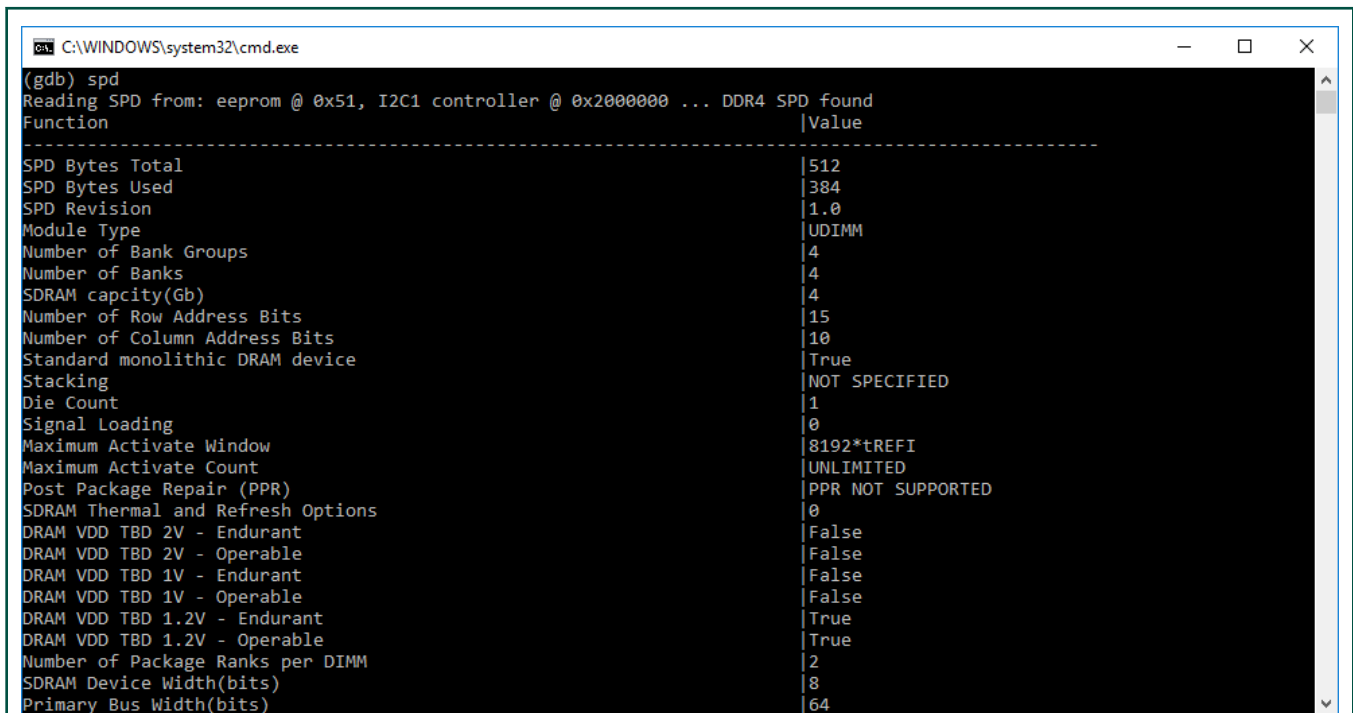 C:\WINDOWS\system32\cmd.exe
(gdb) spd
Reading SPD from: eeprom @ 0x51, I2C1 controller @ 0x2000000 ... DDR4 SPD found
Function |Value
----------------------------------------------------------------------------------------------------
SPD Bytes Total |512
SPD Bytes Used |384
SPD Revision |1.0
Module Type |UDIMM
Number of Bank Groups |4
Number of Banks |4
SDRAM capcity(Gb) |4
Number of Row Address Bits |15
Number of Column Address Bits |10
Standard monolithic DRAM device |True
Stacking |NOT SPECIFIED
Die Count |1
Signal Loading |0
Maximum Activate Window |8192*tREFI
Maximum Activate Count |UNLIMITED
Post Package Repair (PPR) |PPR NOT SUPPORTED
SDRAM Thermal and Refresh Options |0
DRAM VDD TBD 2V - Endurant |False
DRAM VDD TBD 2V - Operable |False
DRAM VDD TBD 1V - Endurant |False
DRAM VDD TBD 1V - Operable |False
DRAM VDD TBD 1.2V - Endurant |True
DRAM VDD TBD 1.2V - Operable |True
Number of Package Ranks per DIMM |2
SDRAM Device Width(bits) |8
Primary Bus Width(bits) |64